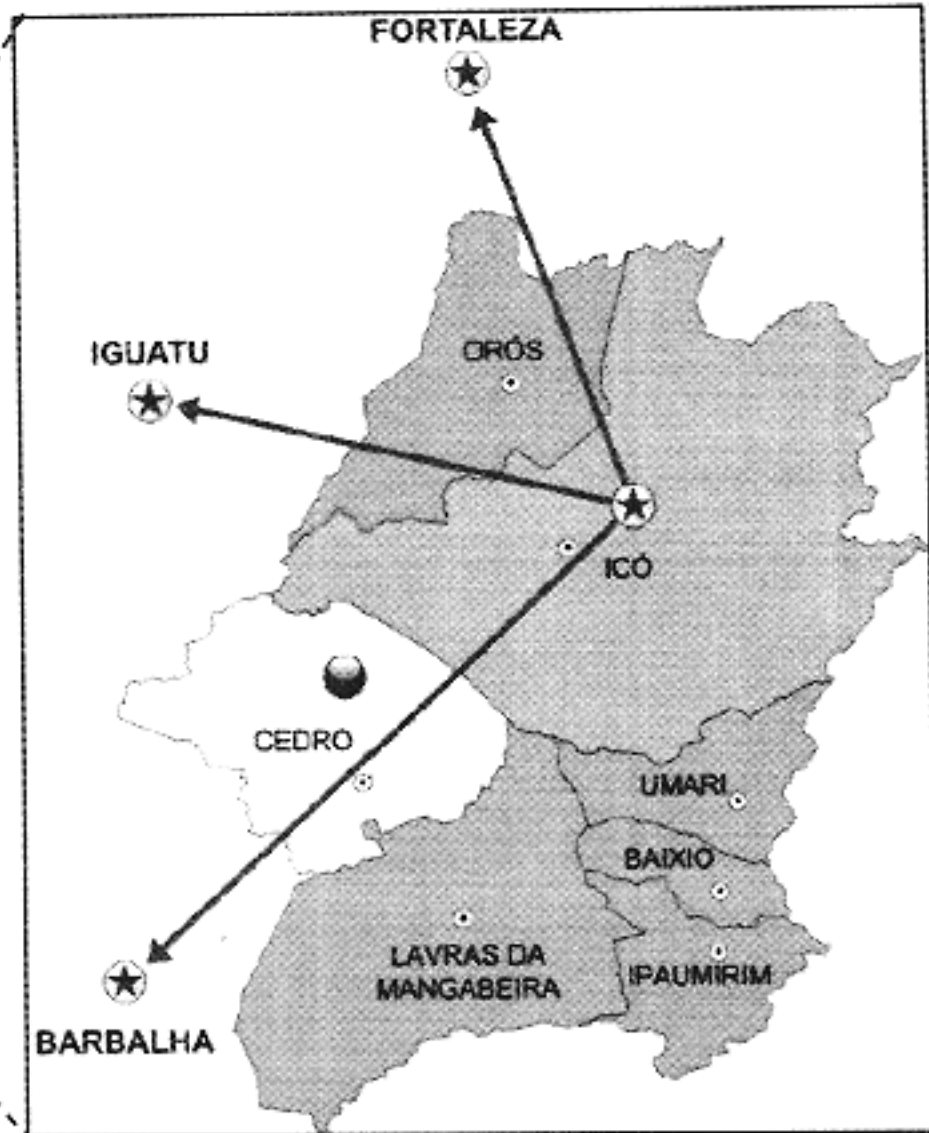 FORTALEZA
IGUATU
ORÓS
ICÓ
CEDRO
UMARI
BAIXIO
LAVRAS DA
MANGABEIRA
IPAUMIRIM
BARBALHA